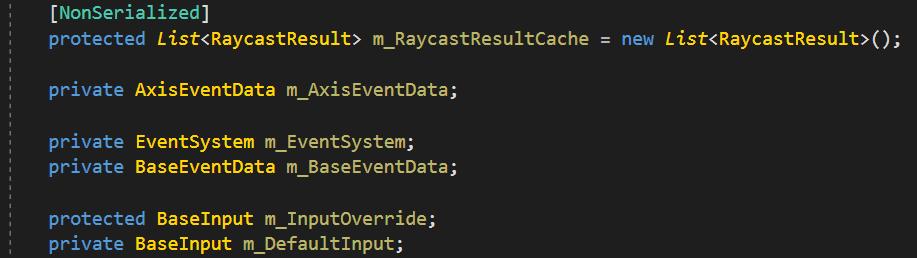 [NonSerialized]
protected List<RaycastResult> m_RaycastResultCache = new List<RaycastResult>();
private AxisEventData m_AxisEventData;
private EventSystem m_EventSystem;
private BaseEventData m_BaseEventData;
protected BaseInput m_InputOverride;
private BaseInput m_DefaultInput;